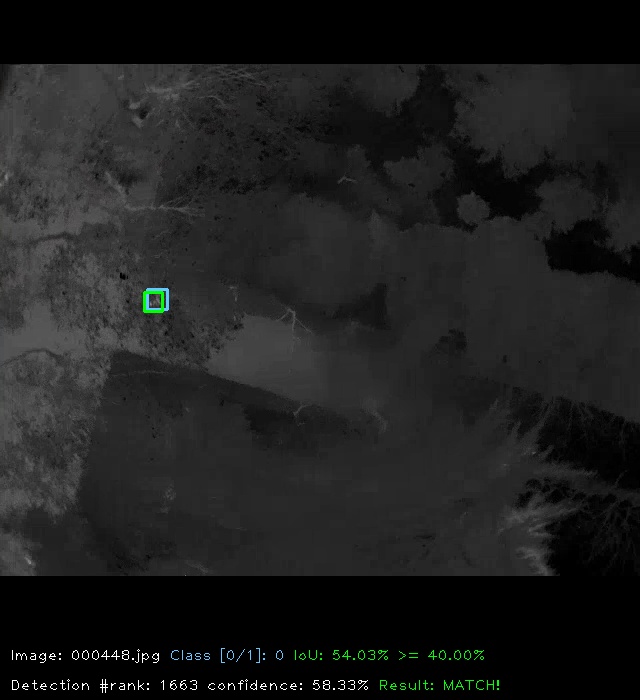 Image: 000448.jpg Class [0/1]: 0 IoU: 54.03% >= 40.00%
Detection #rank: 1663 confidence: 58.33% Result: MATCH!